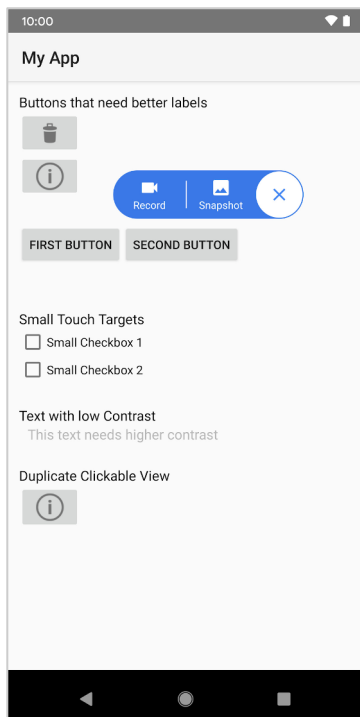 10:00
My App
Buttons that need better labels
Record
Snapshot
FIRST BUTTON
SECOND BUTTON
Small Touch Targets
Small Checkbox 1
Small Checkbox 2
Text with low Contrast
This text needs higher contrast
Duplicate Clickable View